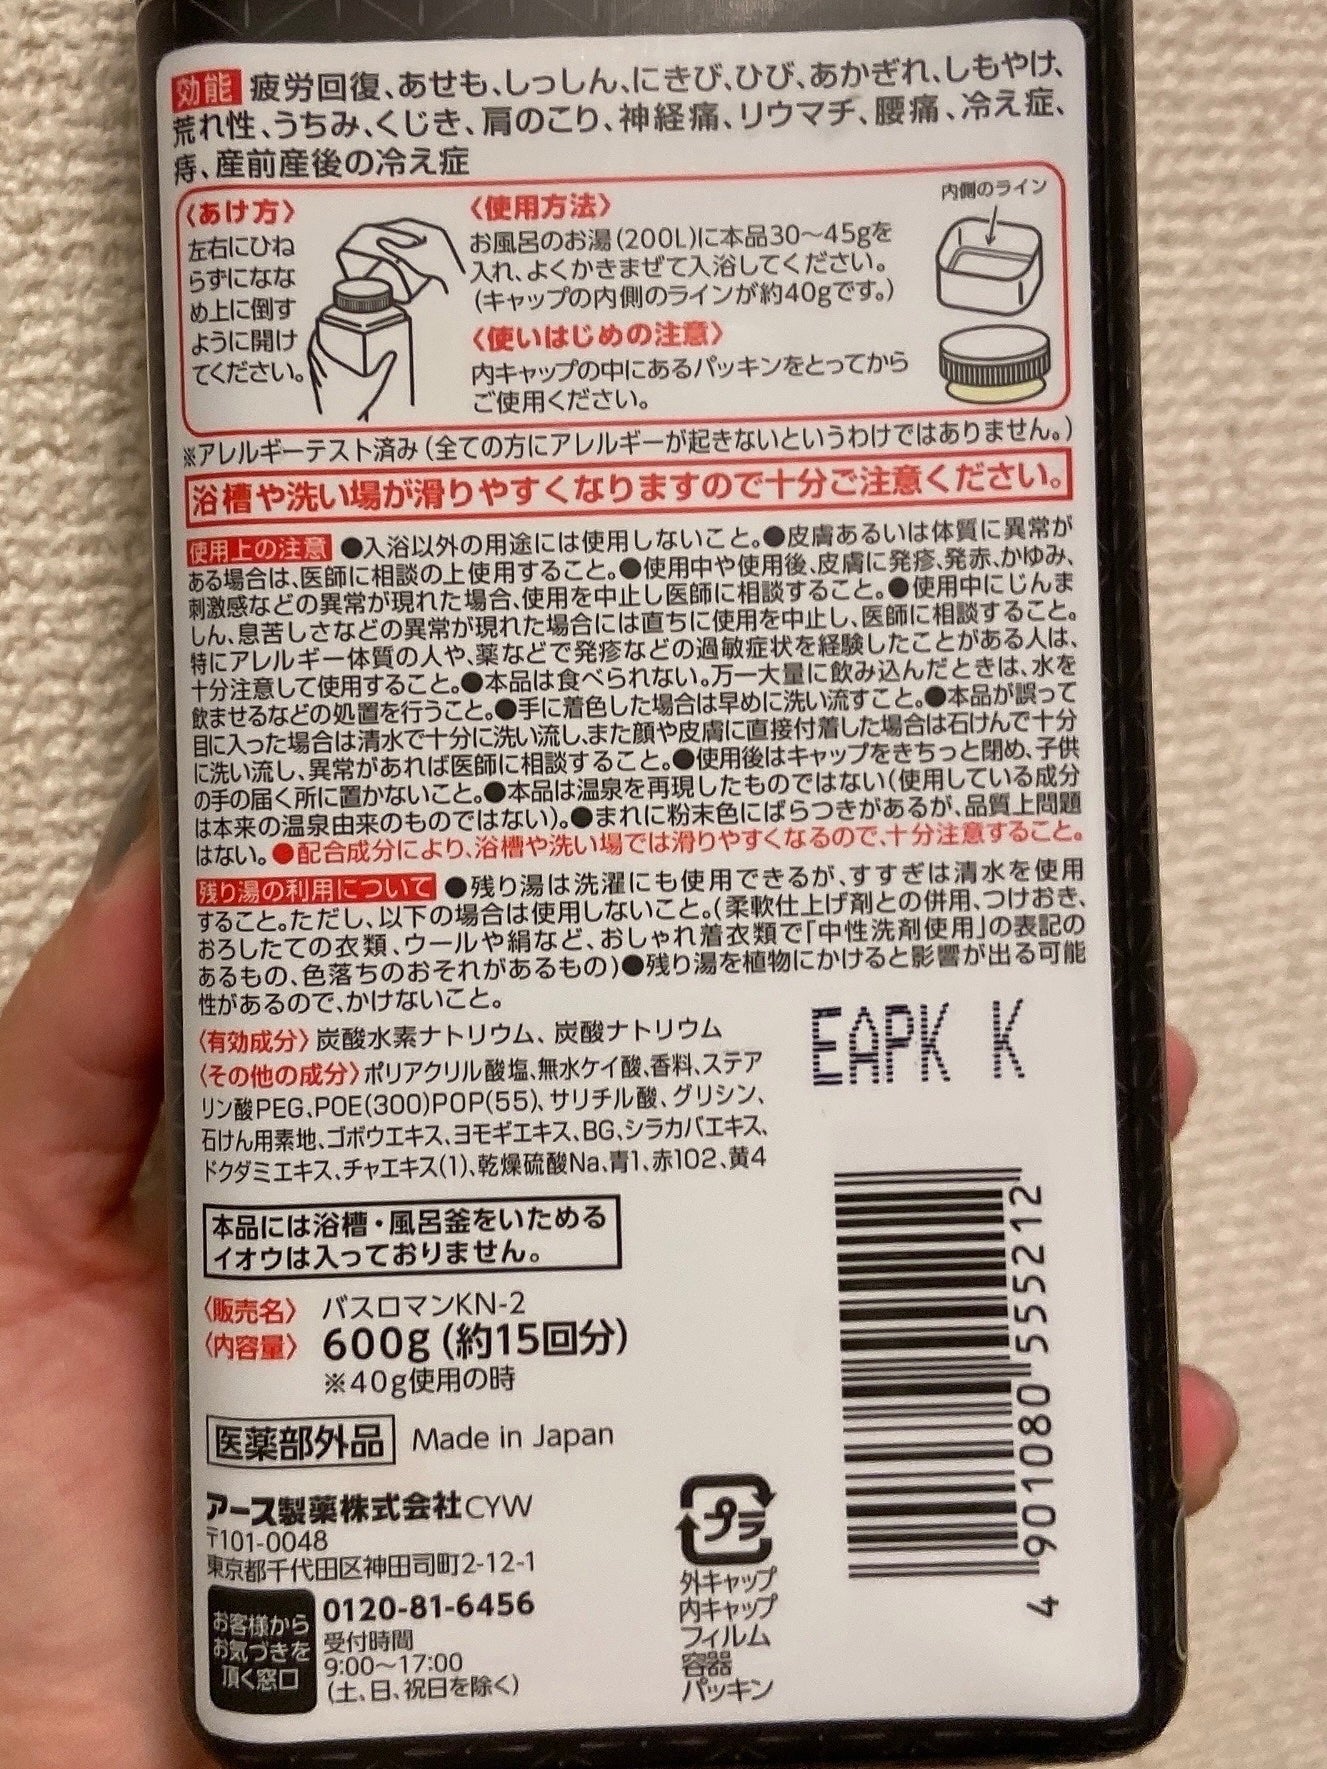 効能 疲労回復、あせも、しっしん、にきび、ひび、あかぎれ、しもやけ、
荒れ性、うちみ、くじき、肩のこり、神経痛、リウマチ、腰痛、冷え症、
痔、産前産後の冷え症
〈あけ方〉
左右にひね
らずになな
め上に倒す
ように開け
てください。
〈使用方法〉
お風呂のお湯(200L)に本品30〜45gを
入れ、よくかきまぜて入浴してください。
(キャップの内側のラインが約40gです。)
〈使いはじめの注意〉
内キャップの中にあるパッキンをとってから
ご使用ください。
内側のライン
※アレルギーテスト済み(全ての方にアレルギーが起きないというわけではありません。)
浴槽や洗い場が滑りやすくなりますので十分ご注意ください。
使用上の注意 ●入浴以外の用途には使用しないこと。●皮膚あるいは体質に異常が
ある場合は、医師に相談の上使用すること。●使用中や使用後、皮膚に発疹、発赤、かゆみ、
刺激感などの異常が現れた場合、使用を中止し医師に相談すること。●使用中にじんま
しん、息苦しさなどの異常が現れた場合には直ちに使用を中止し、医師に相談すること。
特にアレルギー体質の人や、薬などで発疹などの過敏症状を経験したことがある人は、
十分注意して使用すること。●本品は食べられない。万一大量に飲み込んだときは、水を
飲ませるなどの処置を行うこと。●手に着色した場合は早めに洗い流すこと。●本品が誤って
目に入った場合は清水で十分に洗い流し、また顔や皮膚に直接付着した場合は石けんで十分
に洗い流し、異常があれば医師に相談すること。●使用後はキャップをきちっと閉め、子供
の手の届く所に置かないこと。●本品は温泉を再現したものではない(使用している成分
は本来の温泉由来のものではない)。●まれに粉末色にばらつきがあるが、品質上問題
はない。●配合成分により、浴槽や洗い場では滑りやすくなるので、十分注意すること。
残り湯の利用について ●残り湯は洗濯にも使用できるが、すすぎは清水を使用
すること。ただし、以下の場合は使用しないこと。(柔軟仕上げ剤との併用、つけおき、
おろしたての衣類、ウールや絹など、おしゃれ着衣類で「中性洗剤使用」の表記の
あるもの、色落ちのおそれがあるもの)●残り湯を植物にかけると影響が出る可能
性があるので、かけないこと。
〈有効成分〉炭酸水素ナトリウム、炭酸ナトリウム
〈その他の成分〉ポリアクリル酸塩、無水ケイ酸、香料、ステア
リン酸PEG、POE(300)POP(55)、サリチル酸、グリシン、
石けん用素地、ゴボウエキス、ヨモギエキス、BG、シラカバエキス、
ドクダミエキス、チャエキス(1)、乾燥硫酸Na、青1、赤102、黄4
EAPK K
本品には浴槽・風呂釜をいためる
イオウは入っておりません。
〈販売名〉 バスロマンKN-2
〈内容量〉 600g(約15回分)
※40g使用の時
医薬部外品 Made in Japan
アース製薬株式会社CYW
〒101-0048
東京都千代田区神田司町2-12-1
お客様から
お気づきを
頂く窓口
0120-81-6456
受付時間
9:00〜17:00
(土、日、祝日を除く)
プラ
外キャップ
内キャップ
フィルム
容器
パッキン
4 901080 555212